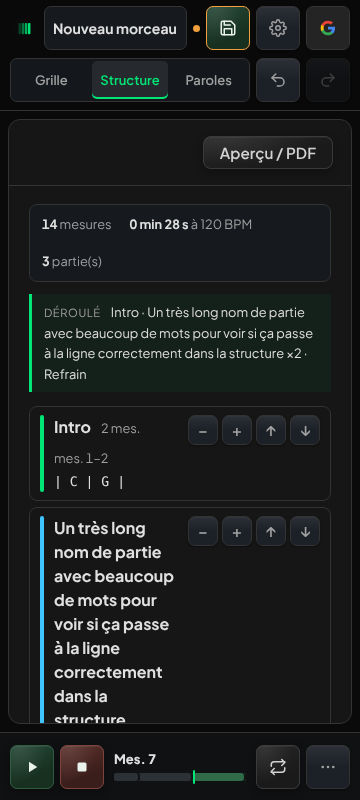 Nouveau morceau
Grille Structure Paroles
Aperçu / PDF
14 mesures 0 min 28 s à 120 BPM
3 partie(s)
DÉROULÉ Intro · Un très long nom de partie
avec beaucoup de mots pour voir si ça passe
à la ligne correctement dans la structure ×2 ·
Refrain
Intro 2 mes.
mes. 1–2
| C | G |
− + ↑ ↓
Un très long
nom de partie
avec beaucoup
de mots pour
voir si ça passe
à la ligne
correctement
dans la
structure
− + ↑ ↓
Mes. 7